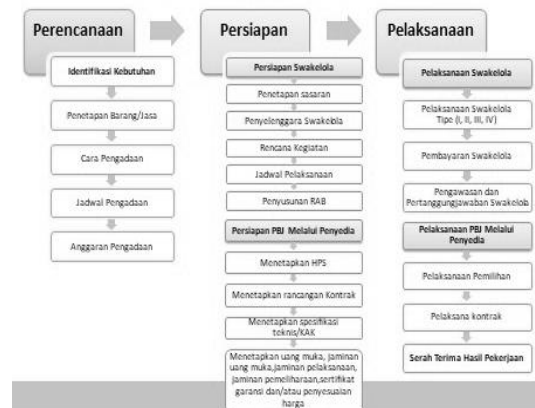 Perencanaan
Identifikasi Kebutuhan
Penetapan Barang/Jasa
Cara Pengadaan
Jadwal Pengadaan
Anggaran Pengadaan
Persiapan
Persiapan Swakelola
Penetapan sasaran
Penyelenggara Swakelola
Rencana Kegiatan
Jadwal Pelaksanaan
Penyusunan RAB
Persiapan PBJ Melalui Penyedia
Menetapkan HPS
Menetapkan rancangan Kontrak
Menetapkan spesifikasi
teknis/KAK
Menetapkan uang muka, jaminan
uang muka,jaminan pelaksanaan,
jaminan pemeliharaan,sertifikat
garansi dan/atau penyesuaian
harga
Pelaksanaan
Pelaksanaan Swakelola
Pelaksanaan Swakelola
Tipe (I, II, III, IV)
Pembayaran Swakelola
Pengawasan dan
Pertanggungjawaban Swakelola
Pelaksanaan PBJ Melalui
Penyedia
Pelaksanaan Pemilihan
Pelaksana kontrak
Serah Terima Hasil Pekerjaan